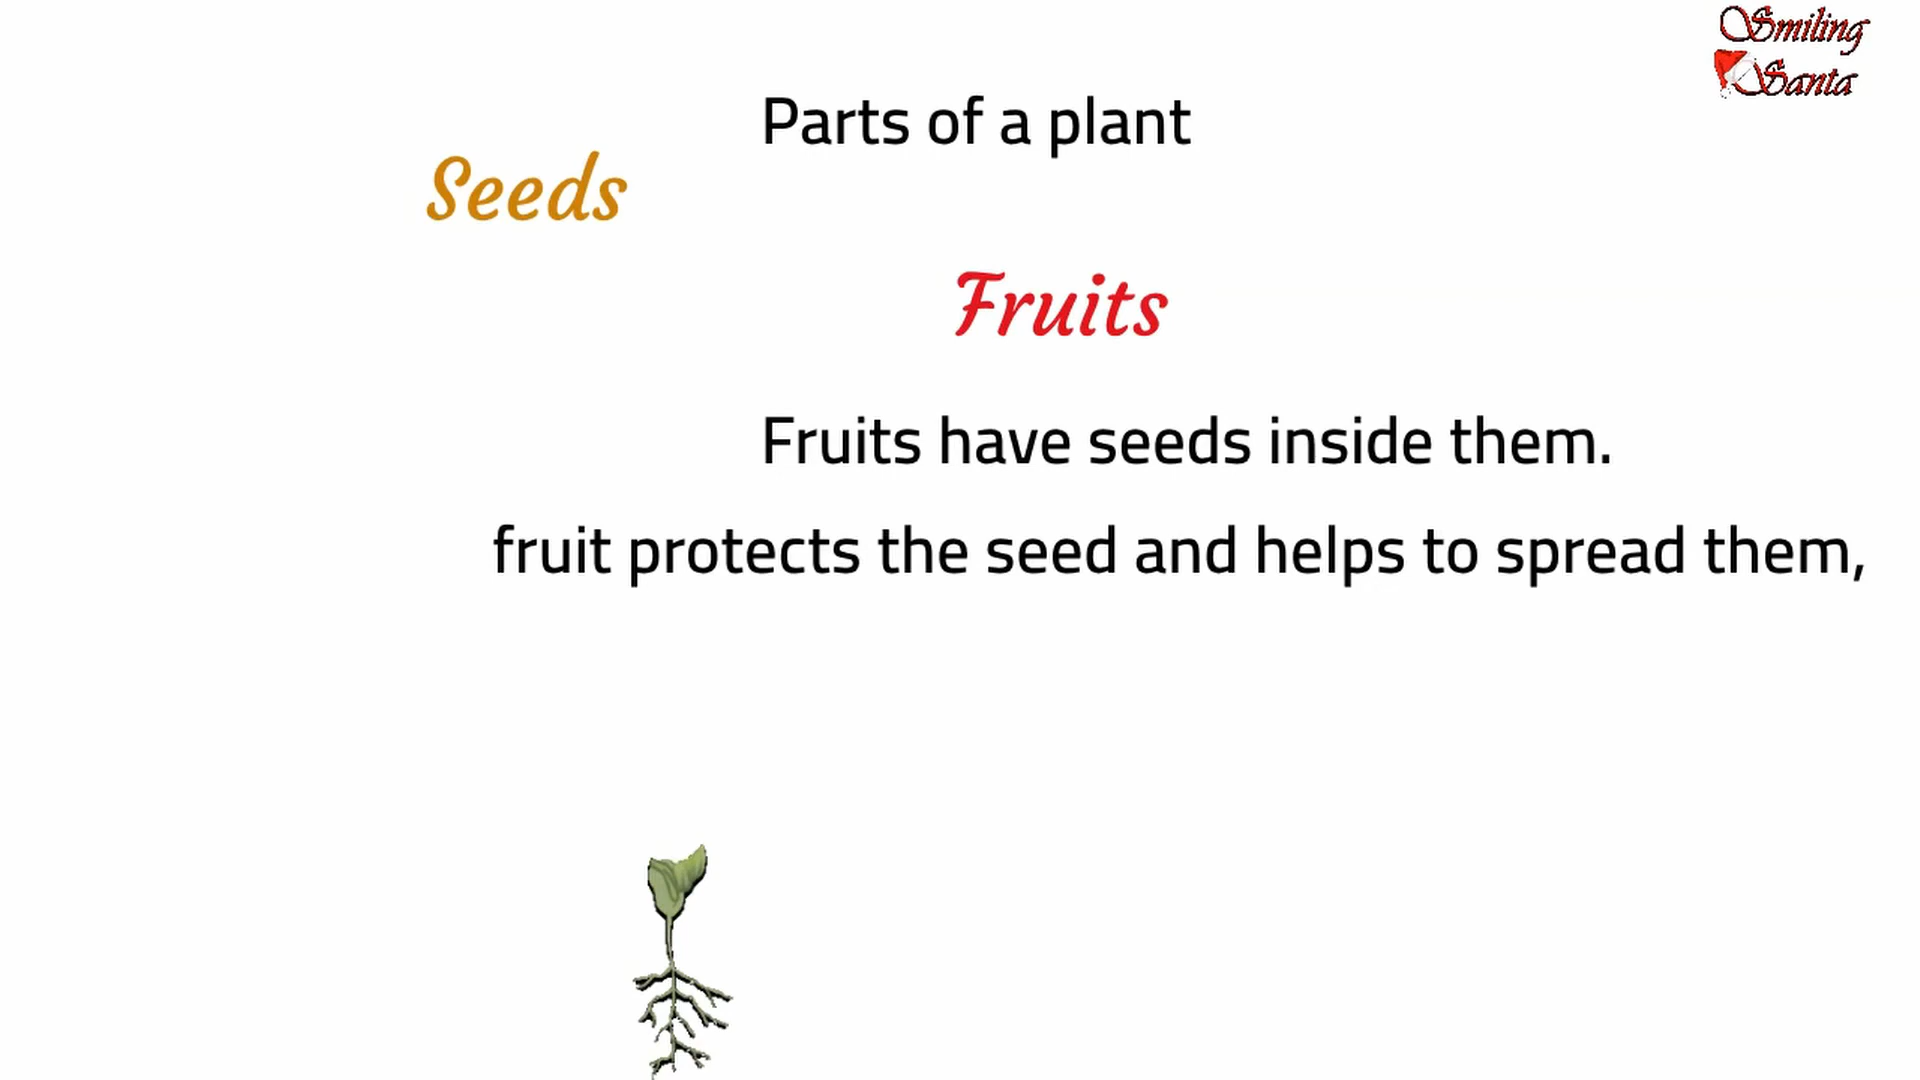 Smiling
Santa
Parts of a plant
Seeds
Fruits
Fruits have seeds inside them.
fruit protects the seed and helps to spread them,